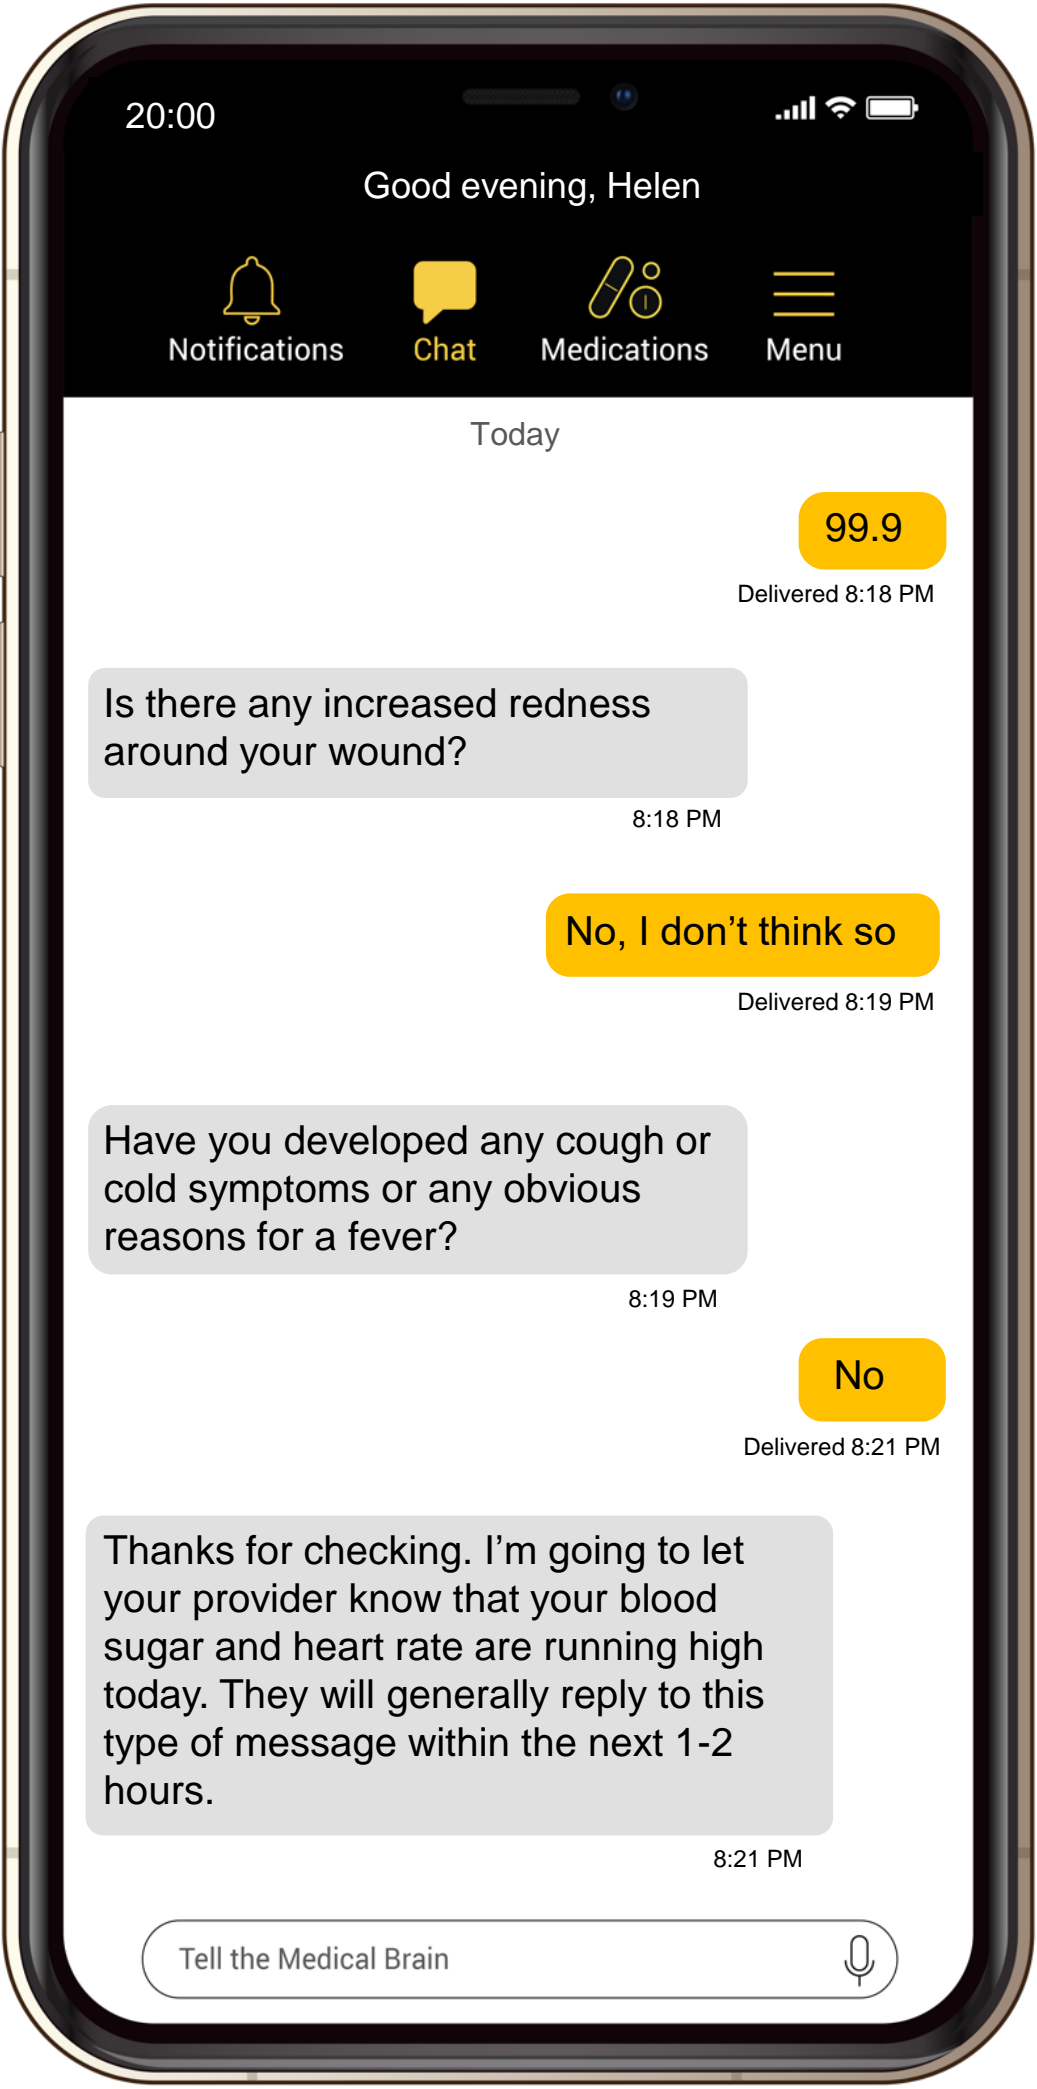 20:00
Good evening, Helen
Notifications Chat Medications Menu
Today
99.9
Delivered 8:18 PM
Is there any increased redness
around your wound?
8:18 PM
No, I don’t think so
Delivered 8:19 PM
Have you developed any cough or
cold symptoms or any obvious
reasons for a fever?
8:19 PM
No
Delivered 8:21 PM
Thanks for checking. I’m going to let
your provider know that your blood
sugar and heart rate are running high
today. They will generally reply to this
type of message within the next 1-2
hours.
8:21 PM
Tell the Medical Brain